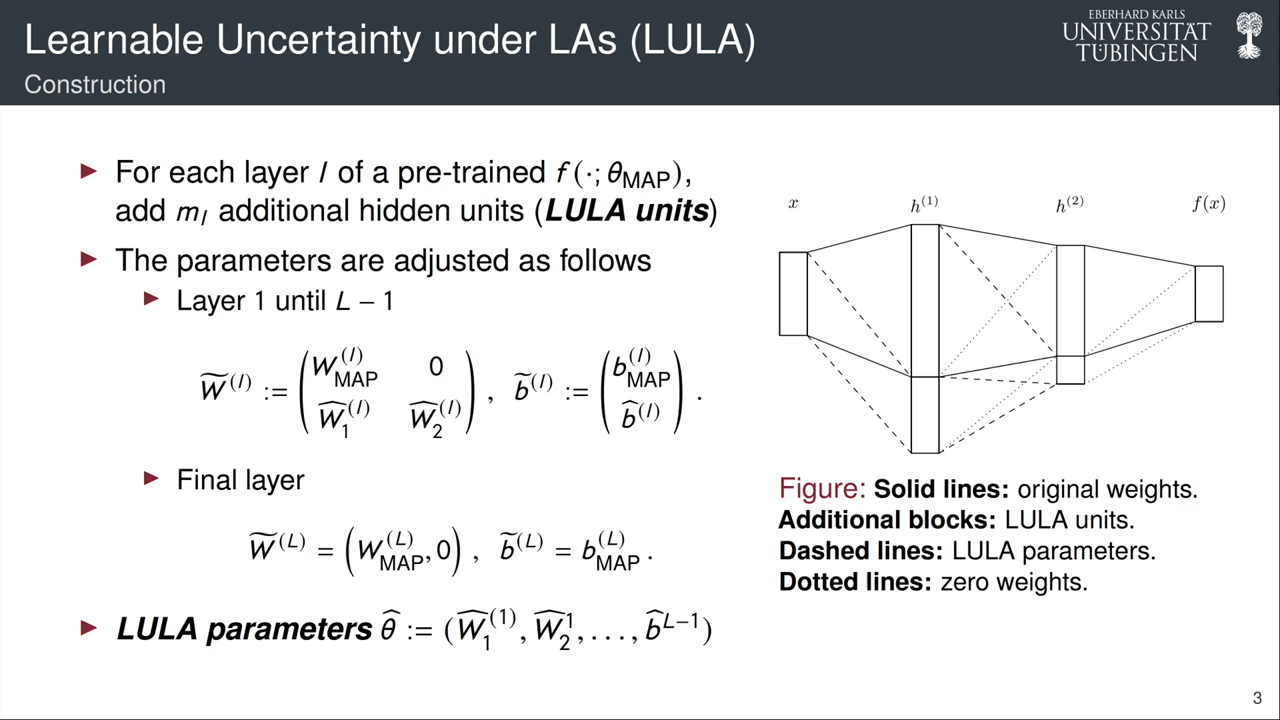 Learnable Uncertainty under LAs (LULA)
Construction
EBERHARD KARLS
UNIVERSITÄT
TÜBINGEN
▶ For each layer l of a pre-trained f(·; θ_MAP),
add m_l additional hidden units (LULA units)
▶ The parameters are adjusted as follows
▶ Layer 1 until L − 1
W̃^(l) := ( W_MAP^(l) 0 ; Ŵ_1^(l) Ŵ_2^(l) ) , b̃^(l) := ( b_MAP^(l) ; b̂^(l) ) .
▶ Final layer
W̃^(L) = ( W_MAP^(L), 0 ) , b̃^(L) = b_MAP^(L) .
▶ LULA parameters θ̂ := (Ŵ_1^(1), Ŵ_2^1, . . . , b̂^L−1)
x h^(1) h^(2) f(x)
Figure: Solid lines: original weights.
Additional blocks: LULA units.
Dashed lines: LULA parameters.
Dotted lines: zero weights.
3